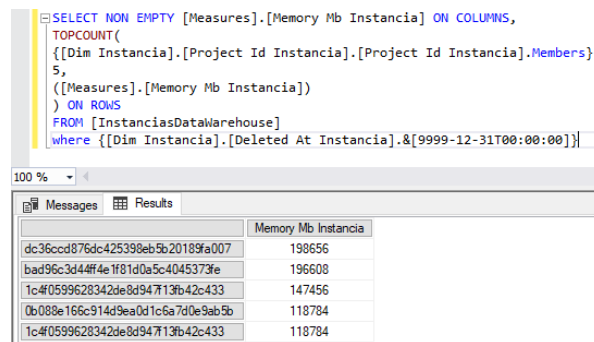 SELECT NON EMPTY [Measures].[Memory Mb Instancia] ON COLUMNS,
TOPCOUNT(
{[Dim Instancia].[Project Id Instancia].[Project Id Instancia].Members}
5,
([Measures].[Memory Mb Instancia])
) ON ROWS
FROM [InstanciasDataWarehouse]
where {[Dim Instancia].[Deleted At Instancia].&[9999-12-31T00:00:00]}
100 %
Messages Results
Memory Mb Instancia
dc36ccd876dc425398eb5b20189fa007 198656
bad96c3d44ff4e1f81d0a5c4045373fe 196608
1c4f0599628342de8d947f13fb42c433 147456
0b088e166c914d9ea0d1c6a7d0e9ab5b 118784
1c4f0599628342de8d947f13fb42c433 118784